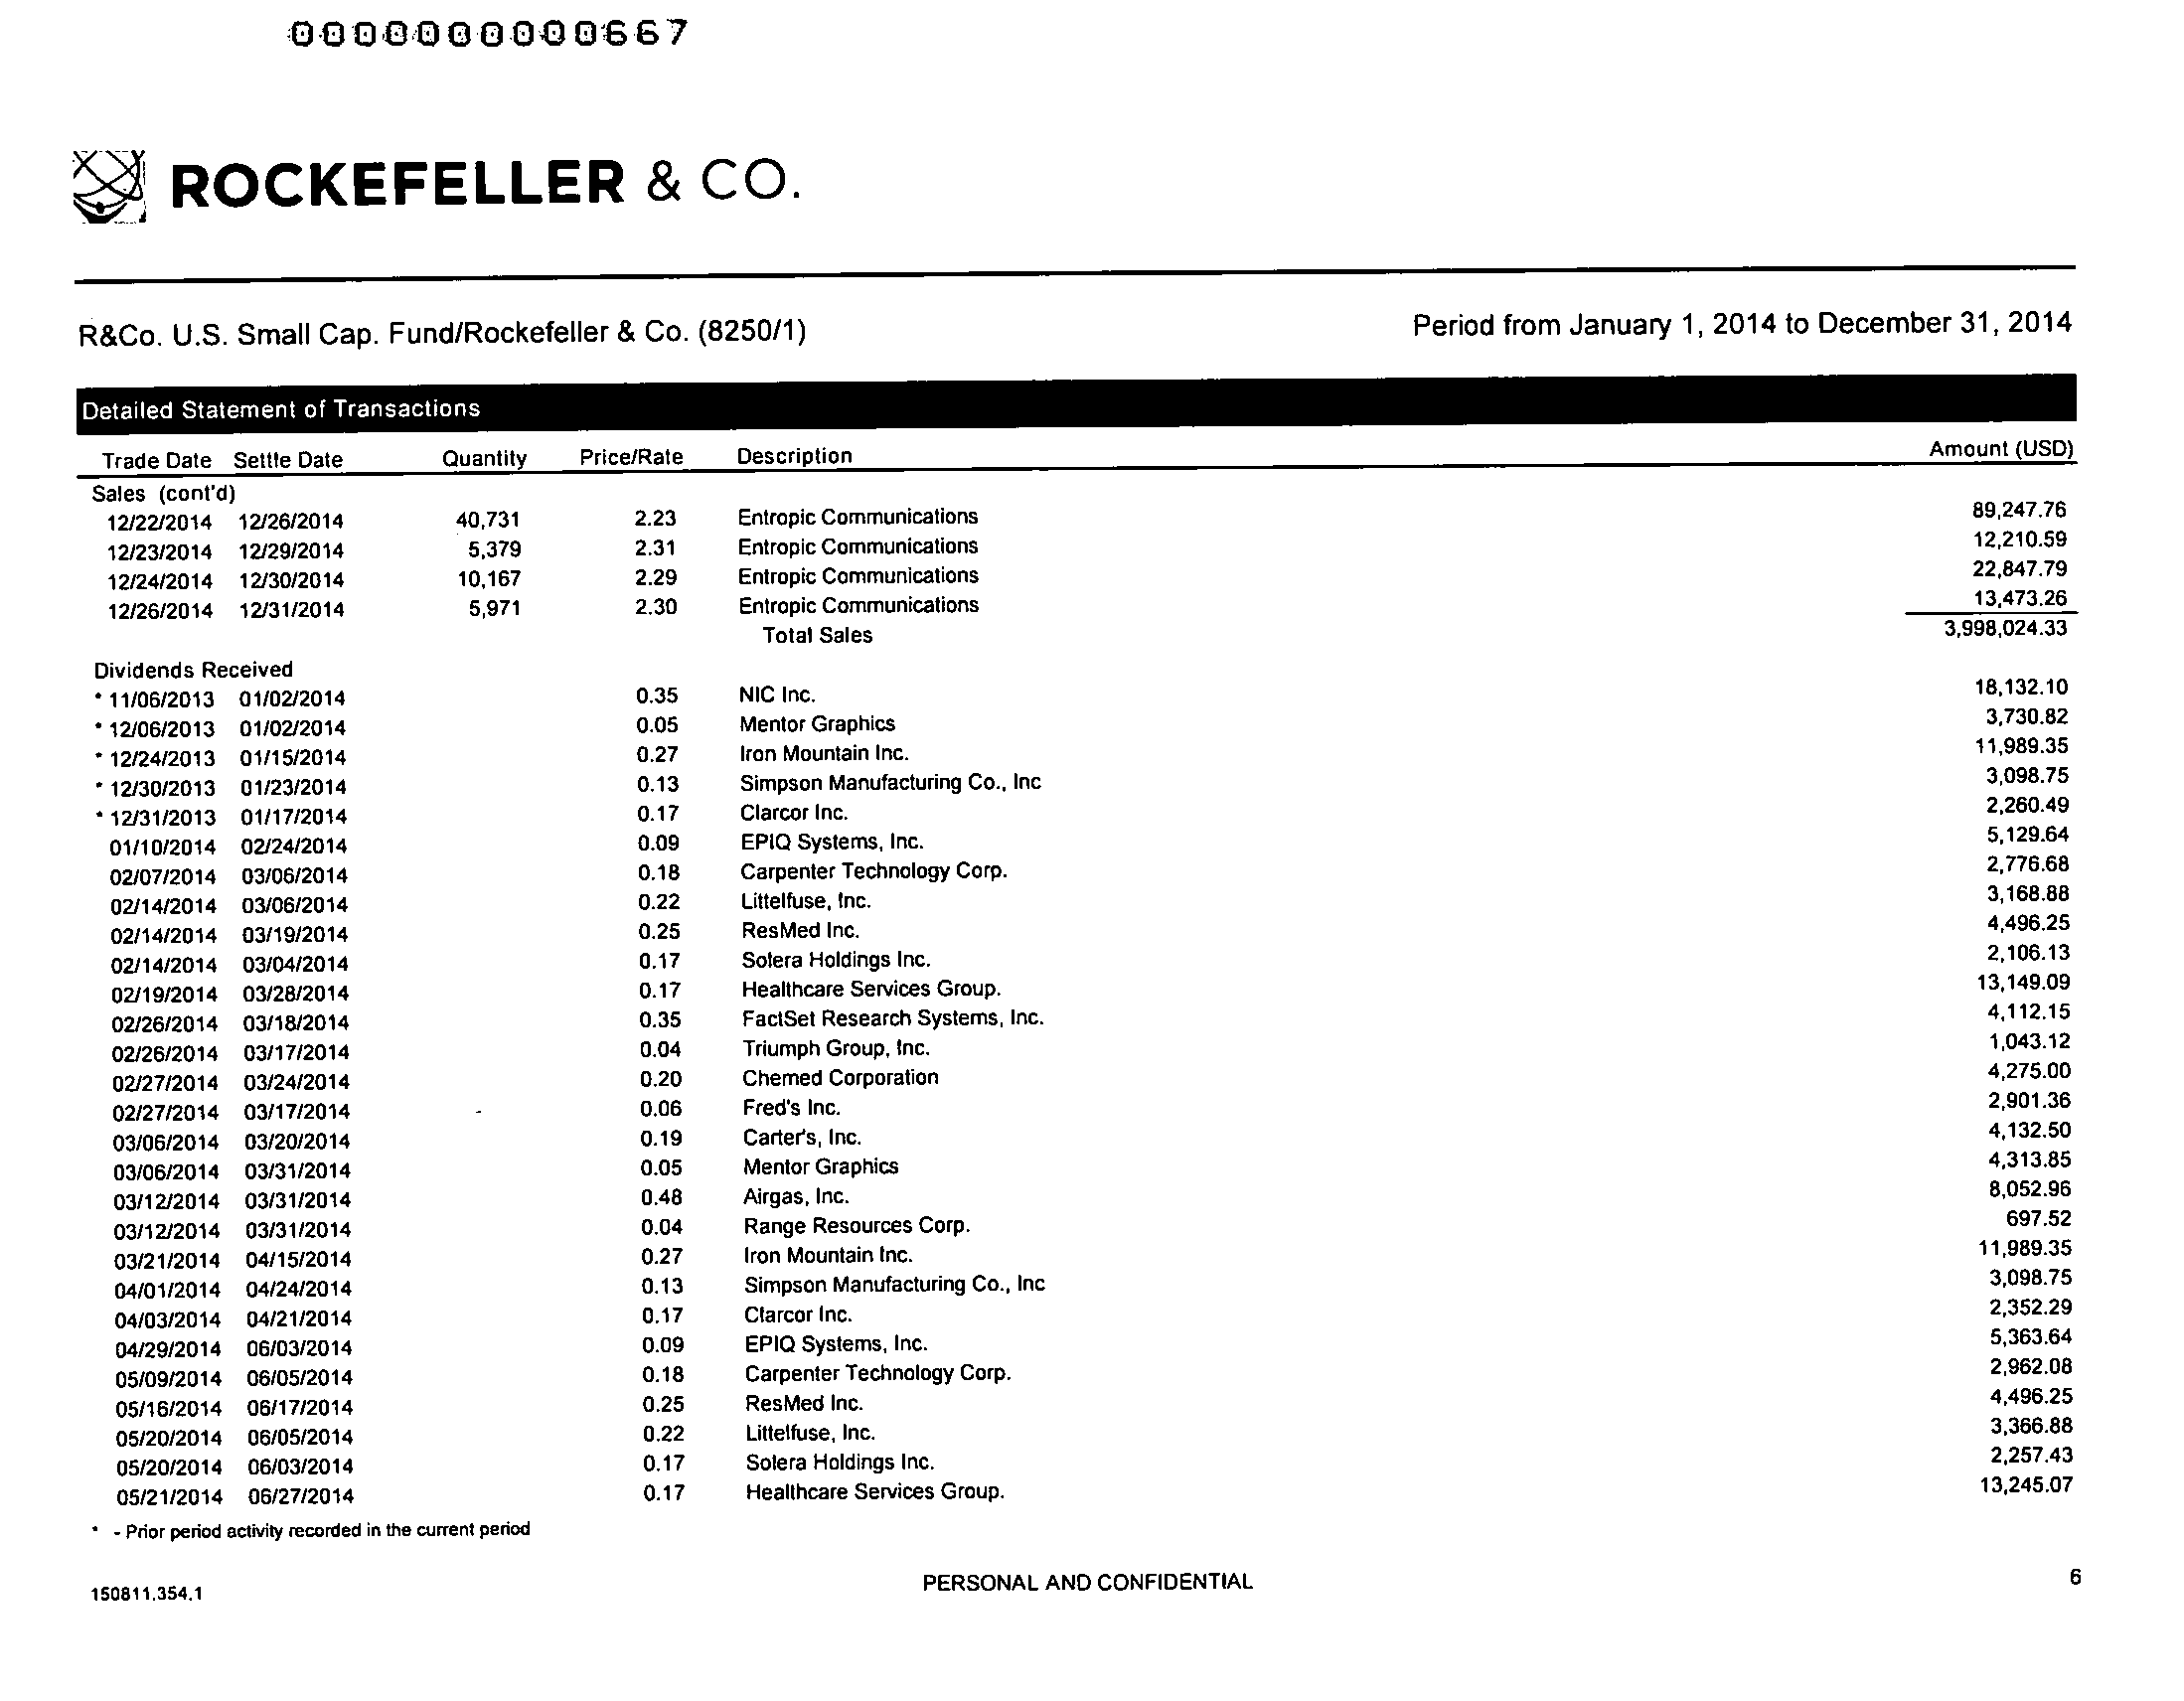 0000000000667
ROCKEFELLER & CO.
R&Co. U.S. Small Cap. Fund/Rockefeller & Co. (8250/1) Period from January 1, 2014 to December 31, 2014
Detailed Statement of Transactions
Trade Date Settle Date Quantity Price/Rate Description Amount (USD)
Sales (cont'd)
12/22/2014 12/26/2014 40,731 2.23 Entropic Communications 89,247.76
12/23/2014 12/29/2014 5,379 2.31 Entropic Communications 12,210.59
12/24/2014 12/30/2014 10,167 2.29 Entropic Communications 22,847.79
12/26/2014 12/31/2014 5,971 2.30 Entropic Communications 13,473.26
Total Sales 3,998,024.33
Dividends Received
* 11/06/2013 01/02/2014 0.35 NIC Inc. 18,132.10
* 12/06/2013 01/02/2014 0.05 Mentor Graphics 3,730.82
* 12/24/2013 01/15/2014 0.27 Iron Mountain Inc. 11,989.35
* 12/30/2013 01/23/2014 0.13 Simpson Manufacturing Co., Inc 3,098.75
* 12/31/2013 01/17/2014 0.17 Clarcor Inc. 2,260.49
01/10/2014 02/24/2014 0.09 EPIQ Systems, Inc. 5,129.64
02/07/2014 03/06/2014 0.18 Carpenter Technology Corp. 2,776.68
02/14/2014 03/06/2014 0.22 Littelfuse, Inc. 3,168.88
02/14/2014 03/19/2014 0.25 ResMed Inc. 4,496.25
02/14/2014 03/04/2014 0.17 Solera Holdings Inc. 2,106.13
02/19/2014 03/28/2014 0.17 Healthcare Services Group. 13,149.09
02/26/2014 03/18/2014 0.35 FactSet Research Systems, Inc. 4,112.15
02/26/2014 03/17/2014 0.04 Triumph Group, Inc. 1,043.12
02/27/2014 03/24/2014 0.20 Chemed Corporation 4,275.00
02/27/2014 03/17/2014 0.06 Fred's Inc. 2,901.36
03/06/2014 03/20/2014 0.19 Carter's, Inc. 4,132.50
03/06/2014 03/31/2014 0.05 Mentor Graphics 4,313.85
03/12/2014 03/31/2014 0.48 Airgas, Inc. 8,052.96
03/12/2014 03/31/2014 0.04 Range Resources Corp. 697.52
03/21/2014 04/15/2014 0.27 Iron Mountain Inc. 11,989.35
04/01/2014 04/24/2014 0.13 Simpson Manufacturing Co., Inc 3,098.75
04/03/2014 04/21/2014 0.17 Clarcor Inc. 2,352.29
04/29/2014 06/03/2014 0.09 EPIQ Systems, Inc. 5,363.64
05/09/2014 06/05/2014 0.18 Carpenter Technology Corp. 2,962.08
05/16/2014 06/17/2014 0.25 ResMed Inc. 4,496.25
05/20/2014 06/05/2014 0.22 Littelfuse, Inc. 3,366.88
05/20/2014 06/03/2014 0.17 Solera Holdings Inc. 2,257.43
05/21/2014 06/27/2014 0.17 Healthcare Services Group. 13,245.07
* - Prior period activity recorded in the current period
150811.354.1 PERSONAL AND CONFIDENTIAL 6